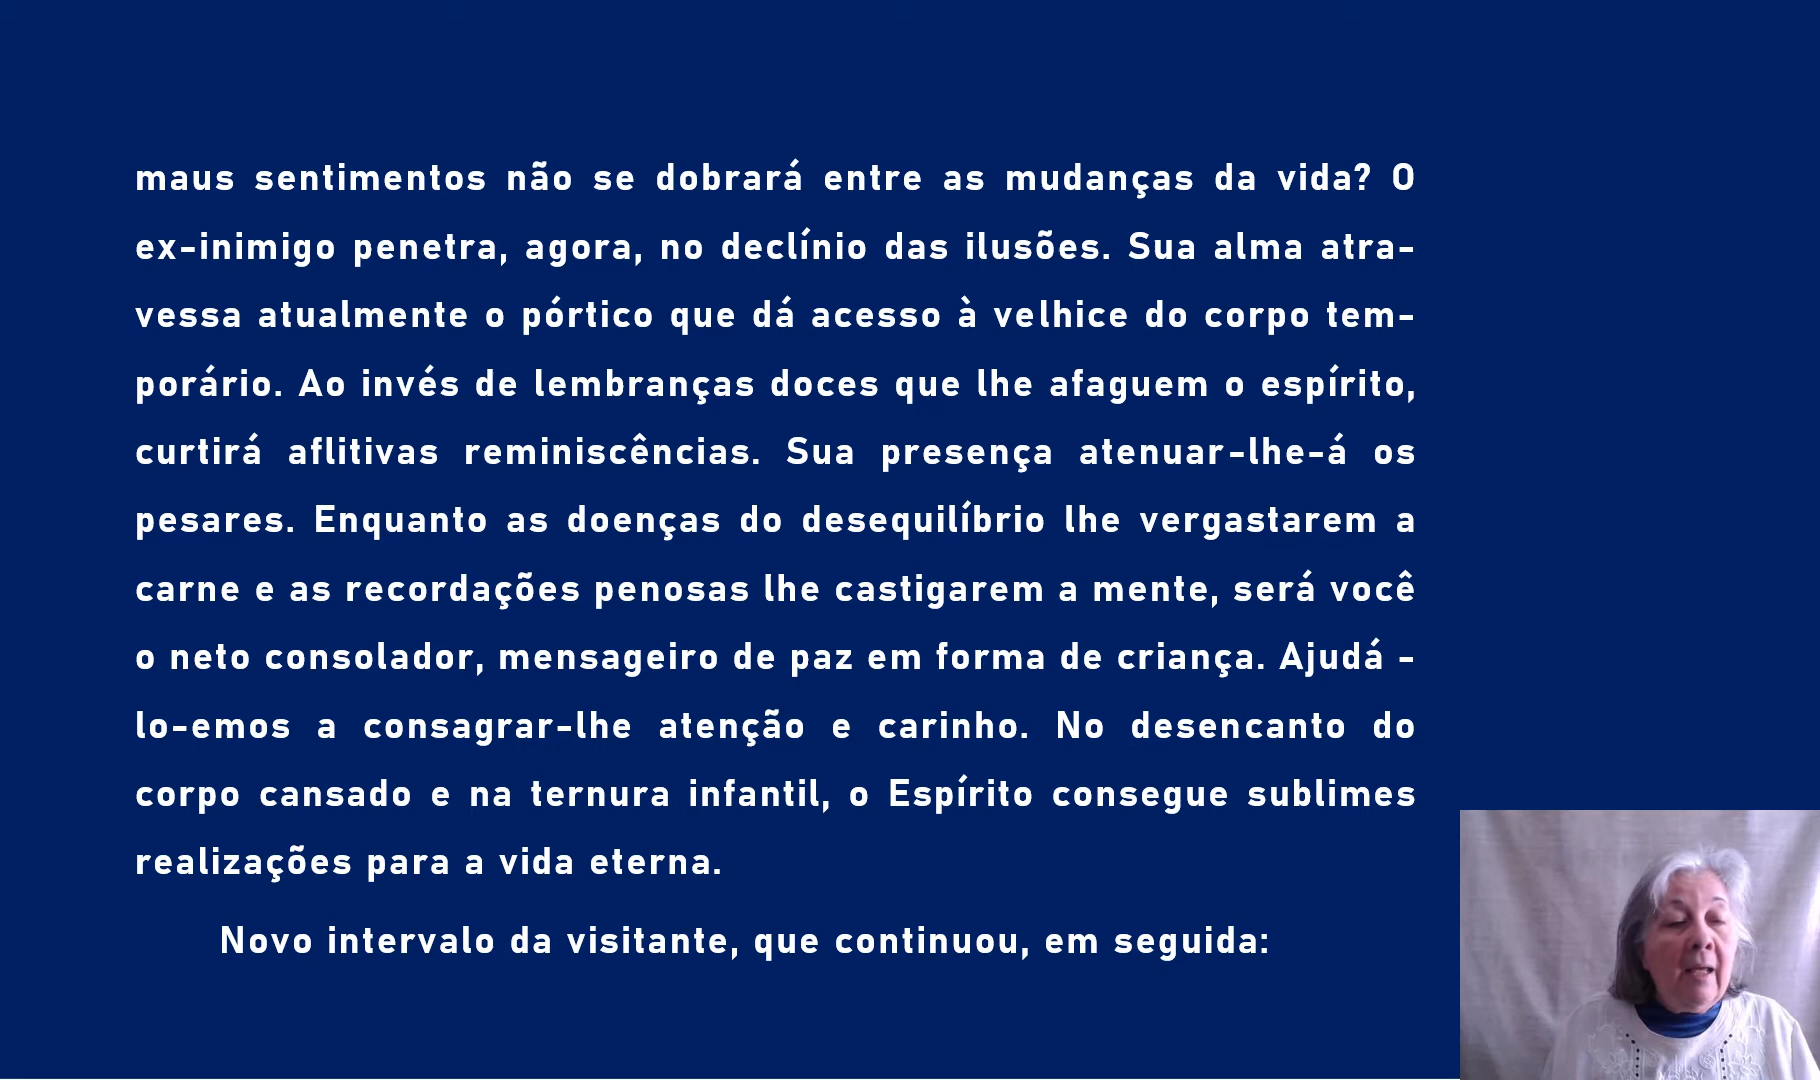 maus sentimentos não se dobrará entre as mudanças da vida? O
ex-inimigo penetra, agora, no declínio das ilusões. Sua alma atra-
vessa atualmente o pórtico que dá acesso à velhice do corpo tem-
porário. Ao invés de lembranças doces que lhe afaguem o espírito,
curtirá aflitivas reminiscências. Sua presença atenuar-lhe-á os
pesares. Enquanto as doenças do desequilíbrio lhe vergastarem a
carne e as recordações penosas lhe castigarem a mente, será você
o neto consolador, mensageiro de paz em forma de criança. Ajudá -
lo-emos a consagrar-lhe atenção e carinho. No desencanto do
corpo cansado e na ternura infantil, o Espírito consegue sublimes
realizações para a vida eterna.
Novo intervalo da visitante, que continuou, em seguida: